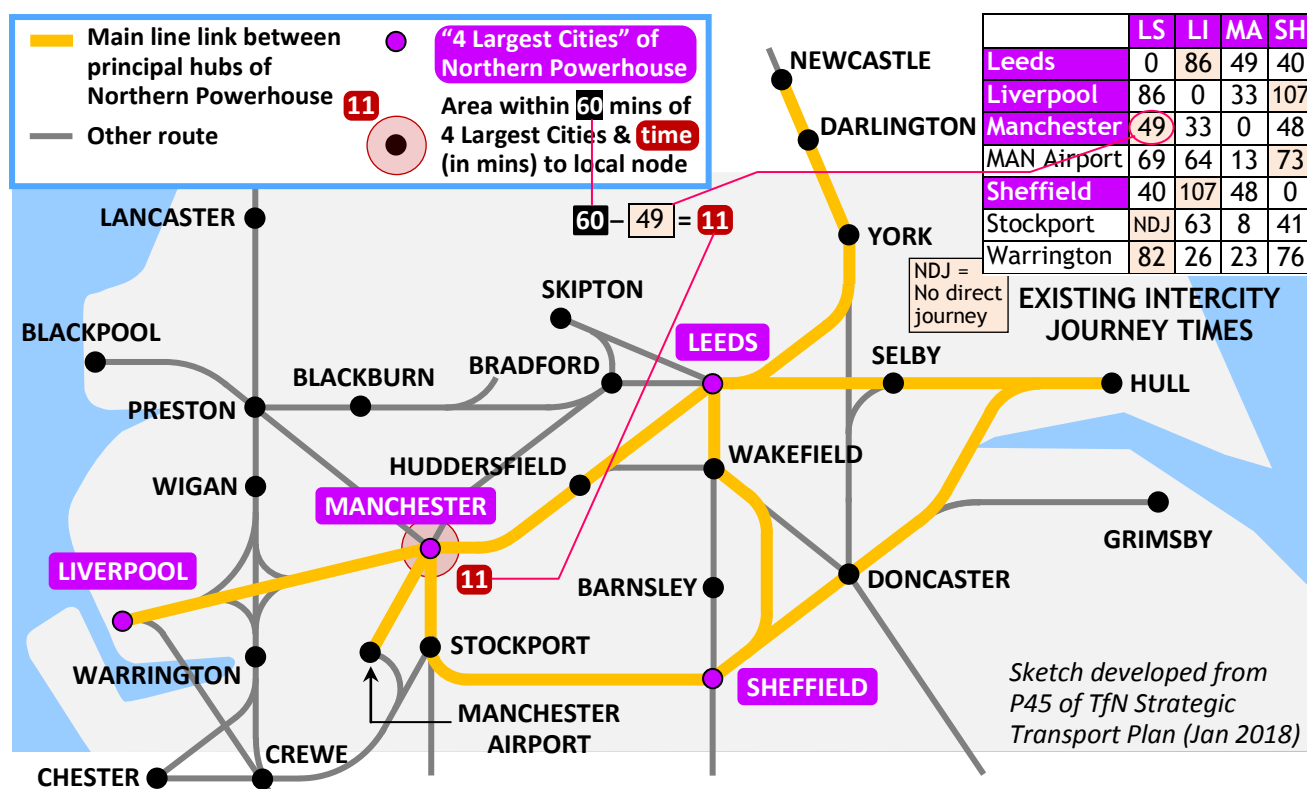 Main line link between
principal hubs of
Northern Powerhouse
Other route
"4 Largest Cities" of
Northern Powerhouse
11
Area within 60 mins of
4 Largest Cities & time
(in mins) to local node
60 – 49 = 11
LS LI MA SH
Leeds 0 86 49 40
Liverpool 86 0 33 107
Manchester 49 33 0 48
MAN Airport 69 64 13 73
Sheffield 40 107 48 0
Stockport NDJ 63 8 41
Warrington 82 26 23 76
NDJ =
No direct
journey
EXISTING INTERCITY
JOURNEY TIMES
NEWCASTLE
DARLINGTON
LANCASTER
YORK
SKIPTON
BLACKPOOL
LEEDS
SELBY
BRADFORD
BLACKBURN
HULL
PRESTON
WAKEFIELD
HUDDERSFIELD
WIGAN
MANCHESTER
GRIMSBY
LIVERPOOL
11
BARNSLEY
DONCASTER
STOCKPORT
WARRINGTON
SHEFFIELD
MANCHESTER
AIRPORT
CREWE
CHESTER
Sketch developed from
P45 of TfN Strategic
Transport Plan (Jan 2018)